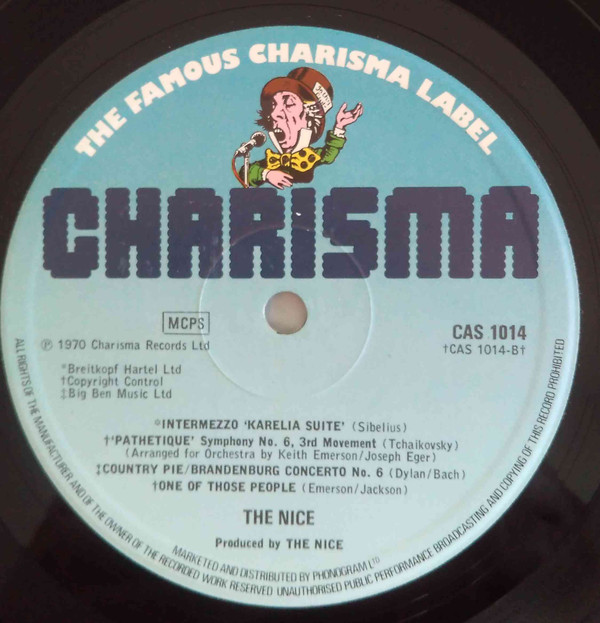 THE FAMOUS CHARISMA LABEL
CHARISMA
MCPS
℗ 1970 Charisma Records Ltd
CAS 1014
†CAS 1014-B†
*Breitkopf Hartel Ltd
†Copyright Control
‡Big Ben Music Ltd
*INTERMEZZO 'KARELIA SUITE' (Sibelius)
†'PATHETIQUE' Symphony No. 6, 3rd Movement (Tchaikovsky)
(Arranged for Orchestra by Keith Emerson/Joseph Eger)
‡COUNTRY PIE/BRANDENBURG CONCERTO No. 6 (Dylan/Bach)
†ONE OF THOSE PEOPLE (Emerson/Jackson)
THE NICE
Produced by THE NICE
MARKETED AND DISTRIBUTED BY PHONOGRAM LTD
ALL RIGHTS OF THE MANUFACTURER AND OF THE OWNER OF THE RECORDED WORK RESERVED UNAUTHORISED PUBLIC PERFORMANCE BROADCASTING AND COPYING OF THIS RECORD PROHIBITED